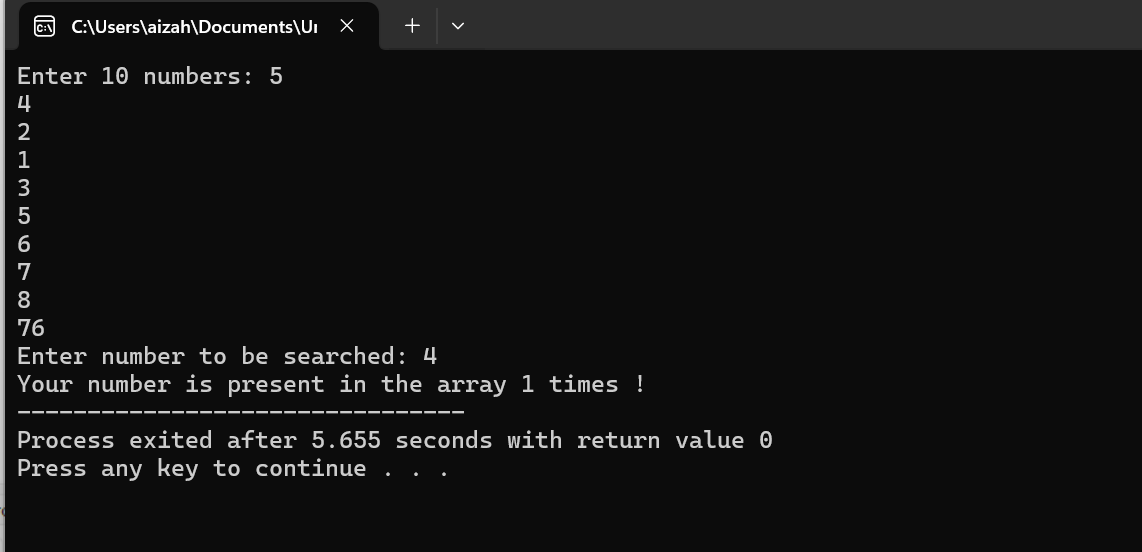 C:\Users\aizah\Documents\Ur
Enter 10 numbers: 5
4
2
1
3
5
6
7
8
76
Enter number to be searched: 4
Your number is present in the array 1 times !
--------------------------------
Process exited after 5.655 seconds with return value 0
Press any key to continue . . .